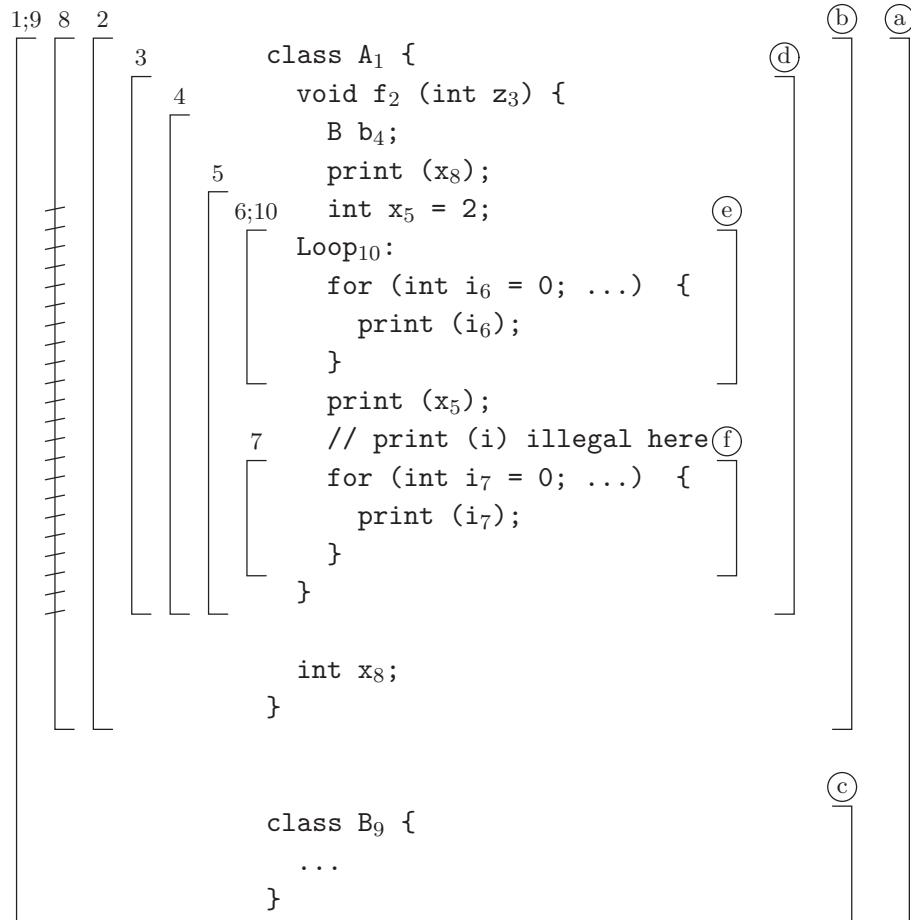 1;9 8 2 ⓑ ⓐ
class A₁ {
3 ⓓ
void f₂ (int z₃) {
4
B b₄;
print (x₈);
5
int x₅ = 2;
6;10 ⓔ
Loop₁₀:
for (int i₆ = 0; ...) {
print (i₆);
}
print (x₅);
7 // print (i) illegal here ⓕ
for (int i₇ = 0; ...) {
print (i₇);
}
}
int x₈;
}
ⓒ
class B₉ {
...
}